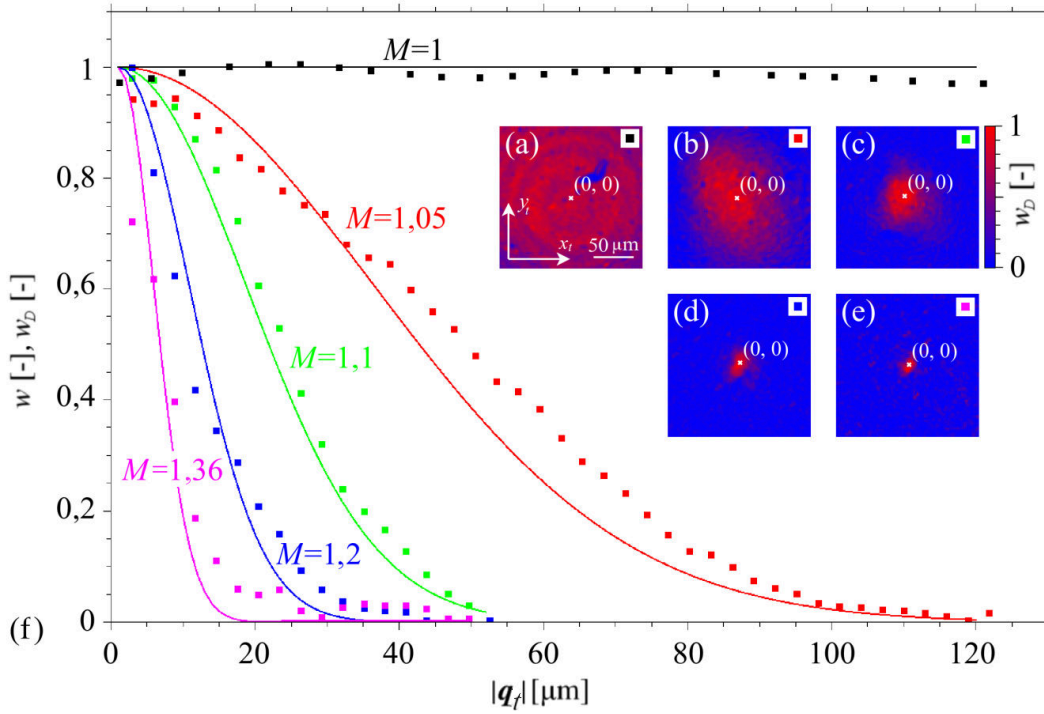 M=1
1
(a)
(0, 0)
y_t
x_t
50 µm
(b)
(0, 0)
(c)
(0, 0)
1
w_D [-]
0
0,8
M=1,05
0,6
(d)
(0, 0)
(e)
(0, 0)
w [-], w_D [-]
M=1,1
0,4
M=1,36
0,2
M=1,2
(f)
0
0
20
40
60
80
100
120
|q_t| [µm]